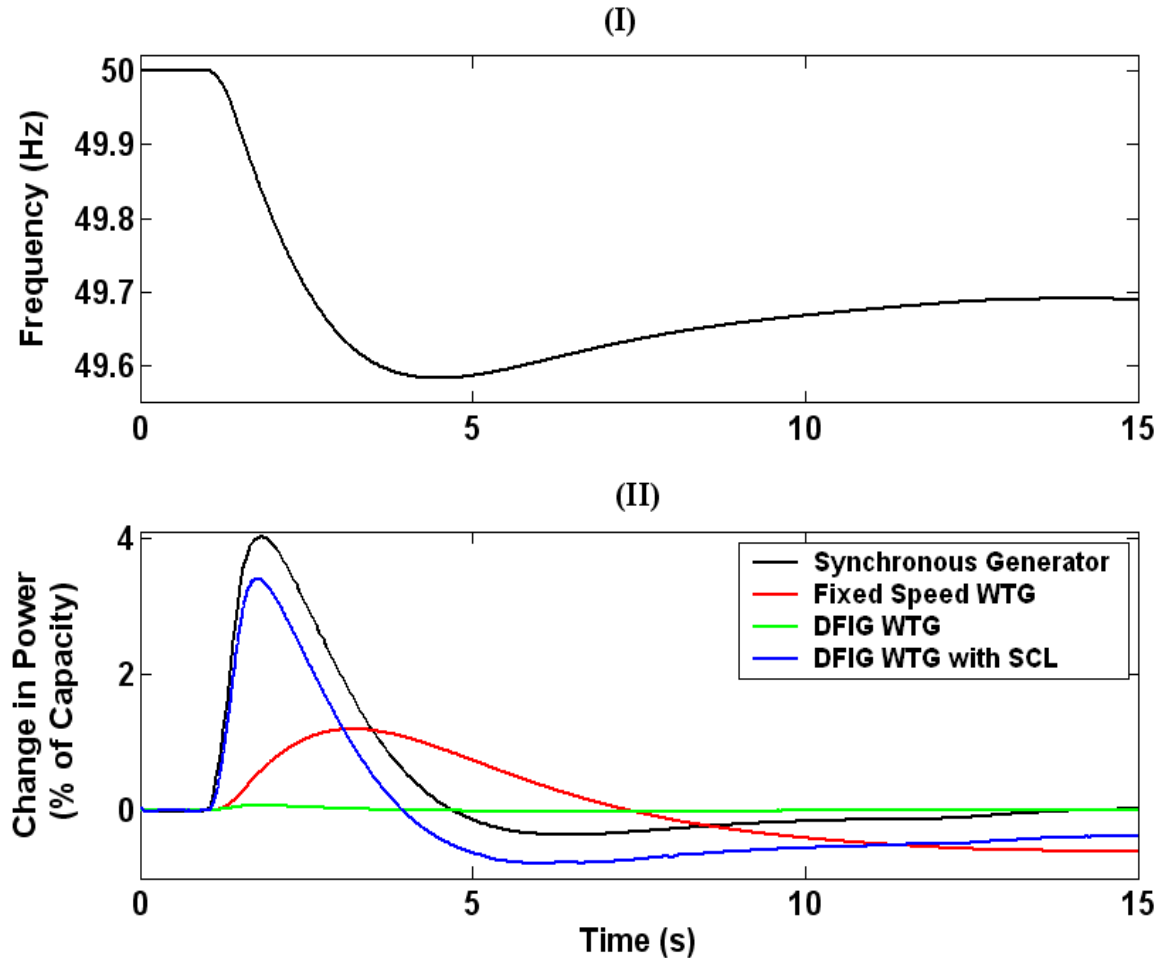 (I)
Frequency (Hz)
50
49.9
49.8
49.7
49.6
0
5
10
15
(II)
Change in Power
(% of Capacity)
4
2
0
Synchronous Generator
Fixed Speed WTG
DFIG WTG
DFIG WTG with SCL
0
5
10
15
Time (s)